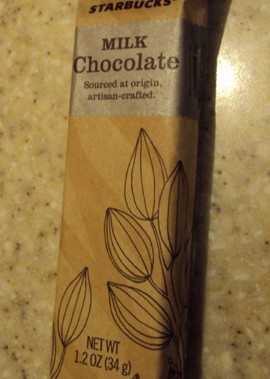 STARBUCKS
MILK
Chocolate
Sourced at origin,
artisan-crafted.
NET WT
1.2 OZ (34 g)